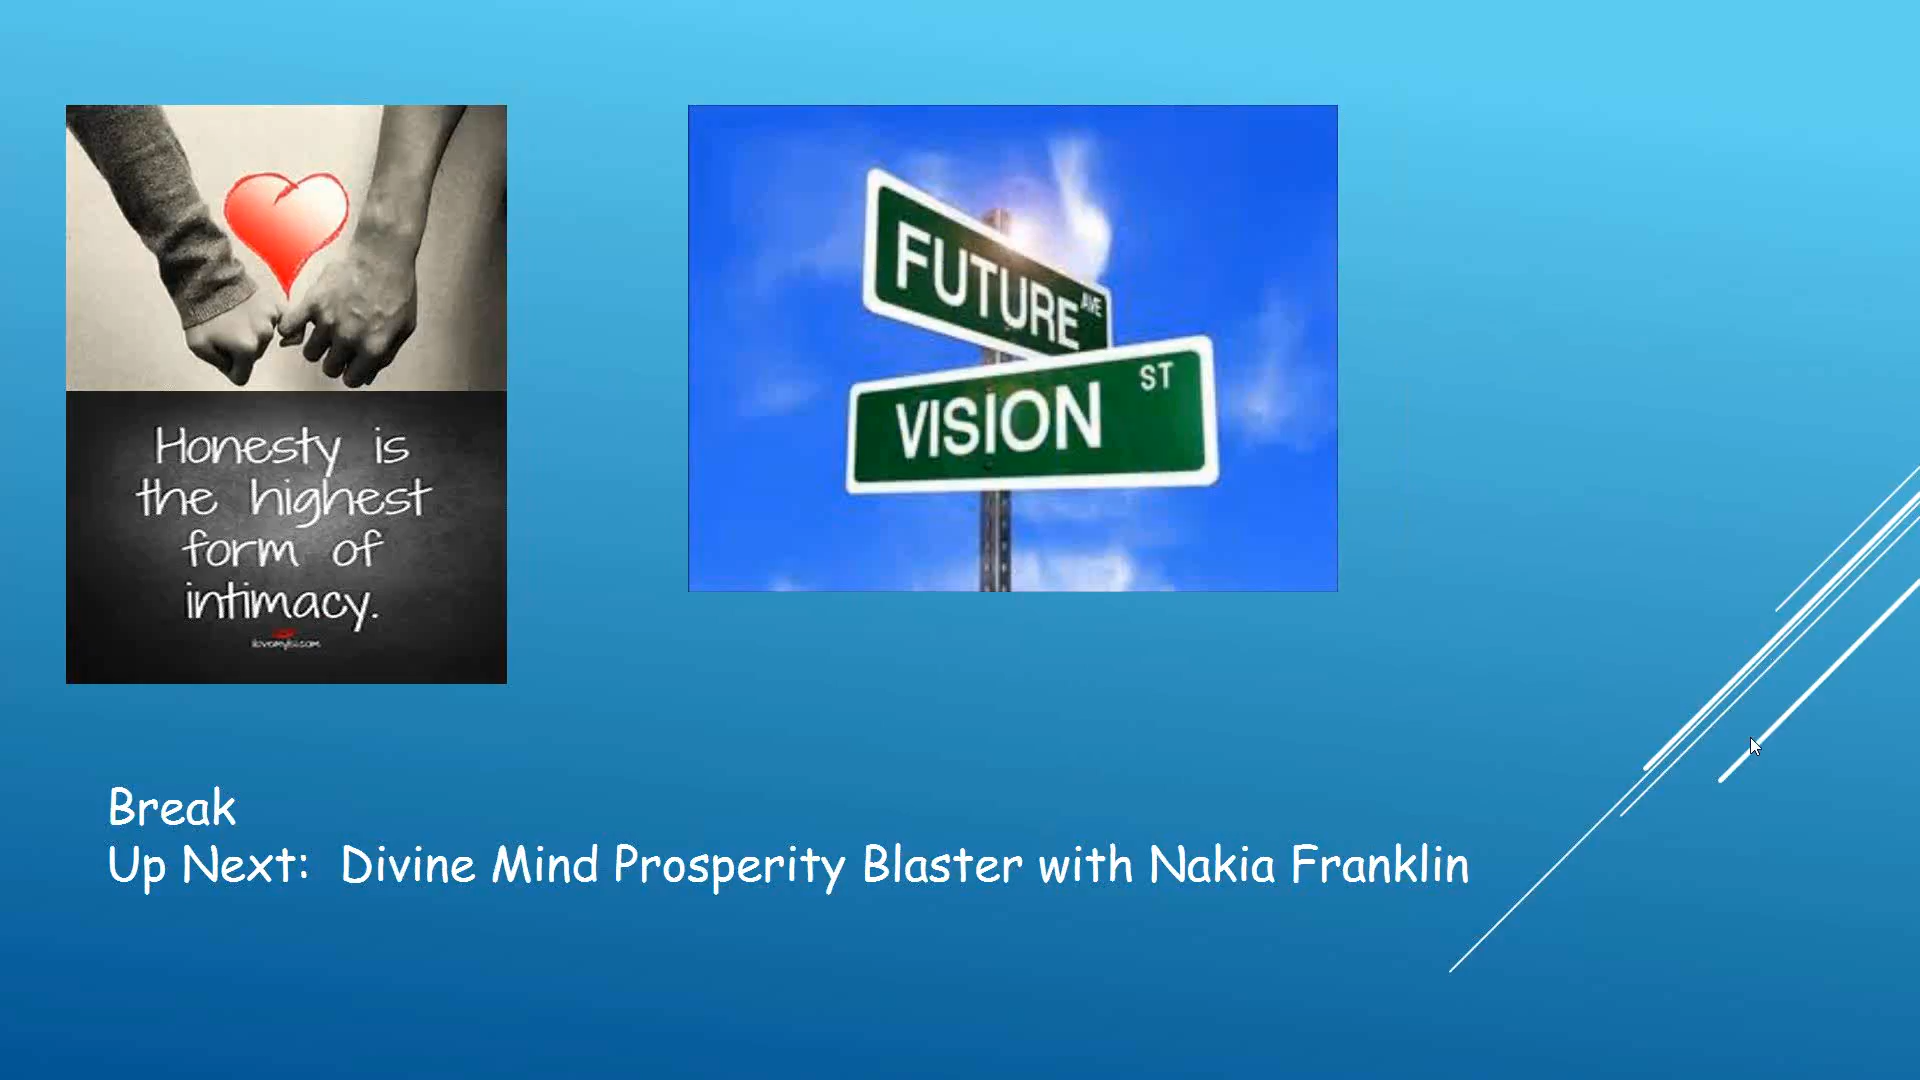 Honesty is
the highest
form of
intimacy.
FUTURE AVE
VISION ST
Break
Up Next: Divine Mind Prosperity Blaster with Nakia Franklin